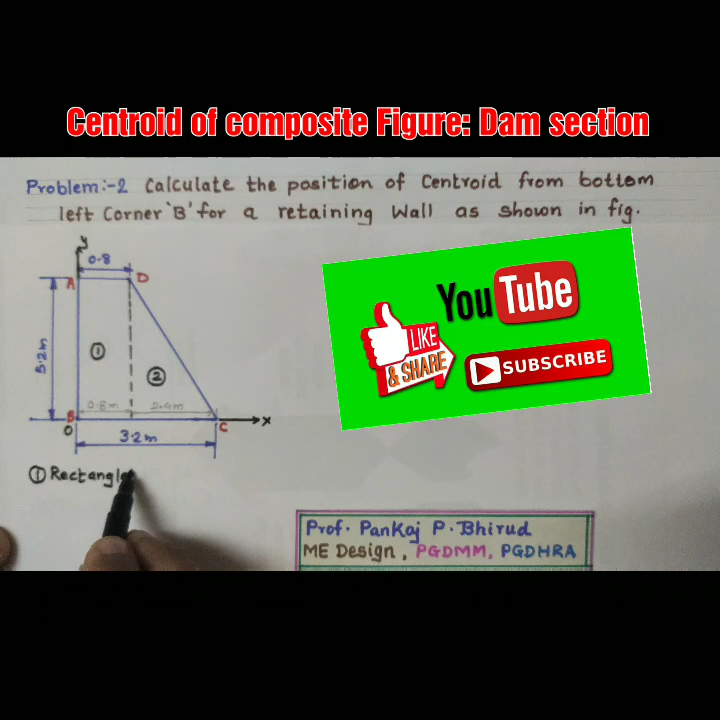 Centroid of composite Figure: Dam section
Problem:-2 Calculate the position of Centroid from bottom
left Corner 'B' for a retaining Wall as shown in fig.
y
0.8
A D
YouTube
LIKE
& SHARE
SUBSCRIBE
5.2m
①
②
0.8m 2.4m
B
O C x
3.2m
① Rectangle
Prof. Pankaj P. Bhirud
ME Design, PGDMM, PGDHRA